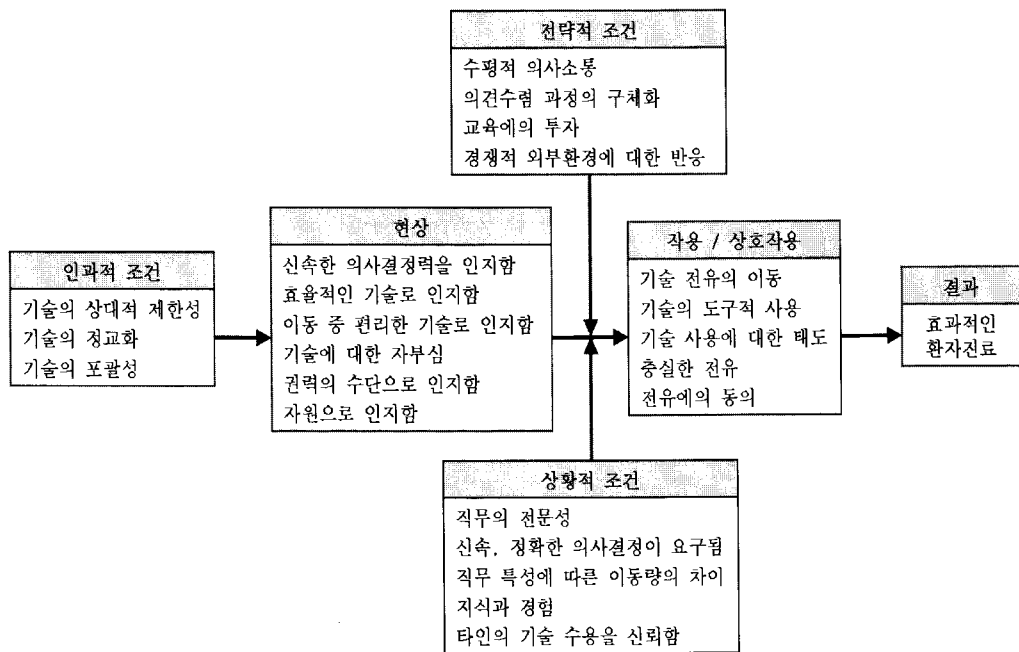 전략적 조건
수평적 의사소통
의견수렴 과정의 구체화
교육에의 투자
경쟁적 외부환경에 대한 반응
인과적 조건
기술의 상대적 제한성
기술의 정교화
기술의 포괄성
현상
신속한 의사결정력을 인지함
효율적인 기술로 인지함
이동 중 편리한 기술로 인지함
기술에 대한 자부심
권력의 수단으로 인지함
자원으로 인지함
작용 / 상호작용
기술 전유의 이동
기술의 도구적 사용
기술 사용에 대한 태도
충실한 전유
전유에의 동의
결과
효과적인
환자진료
상황적 조건
직무의 전문성
신속, 정확한 의사결정이 요구됨
직무 특성에 따른 이동량의 차이
지식과 경험
타인의 기술 수용을 신뢰함